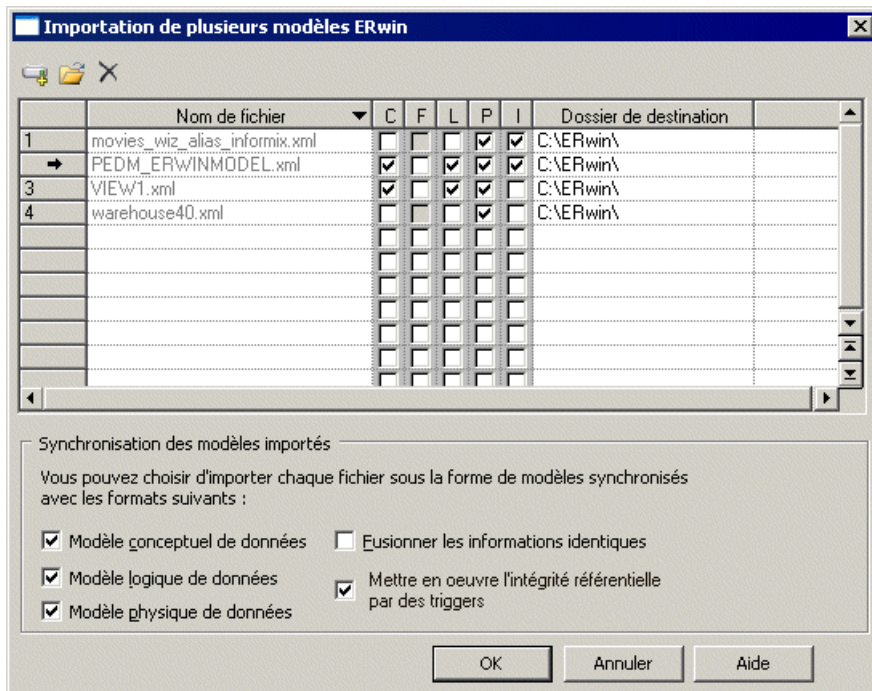 Importation de plusieurs modèles ERwin
Nom de fichier C F L P I Dossier de destination
1 movies_wiz_alias_informix.xml C:\ERwin\
PEDM_ERWINMODEL.xml C:\ERwin\
3 VIEW1.xml C:\ERwin\
4 warehouse40.xml C:\ERwin\
Synchronisation des modèles importés
Vous pouvez choisir d'importer chaque fichier sous la forme de modèles synchronisés
avec les formats suivants :
Modèle conceptuel de données Fusionner les informations identiques
Modèle logique de données Mettre en oeuvre l'intégrité référentielle
par des triggers
Modèle physique de données
OK Annuler Aide